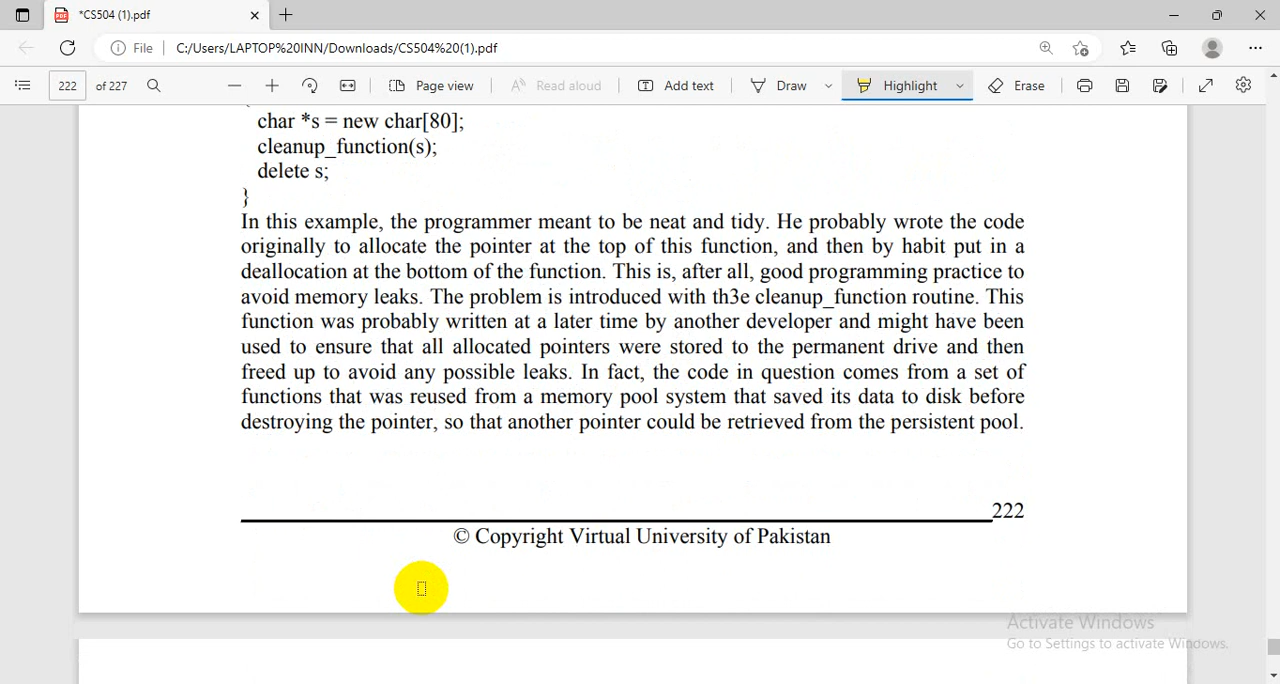 *CS504 (1).pdf
File
C:/Users/LAPTOP%20INN/Downloads/CS504%20(1).pdf
222 of 227
Page view
Read aloud
Add text
Draw
Highlight
Erase
char *s = new char[80];
cleanup_function(s);
delete s;
}
In this example, the programmer meant to be neat and tidy. He probably wrote the code
originally to allocate the pointer at the top of this function, and then by habit put in a
deallocation at the bottom of the function. This is, after all, good programming practice to
avoid memory leaks. The problem is introduced with th3e cleanup_function routine. This
function was probably written at a later time by another developer and might have been
used to ensure that all allocated pointers were stored to the permanent drive and then
freed up to avoid any possible leaks. In fact, the code in question comes from a set of
functions that was reused from a memory pool system that saved its data to disk before
destroying the pointer, so that another pointer could be retrieved from the persistent pool.
222
© Copyright Virtual University of Pakistan
Activate Windows
Go to Settings to activate Windows.